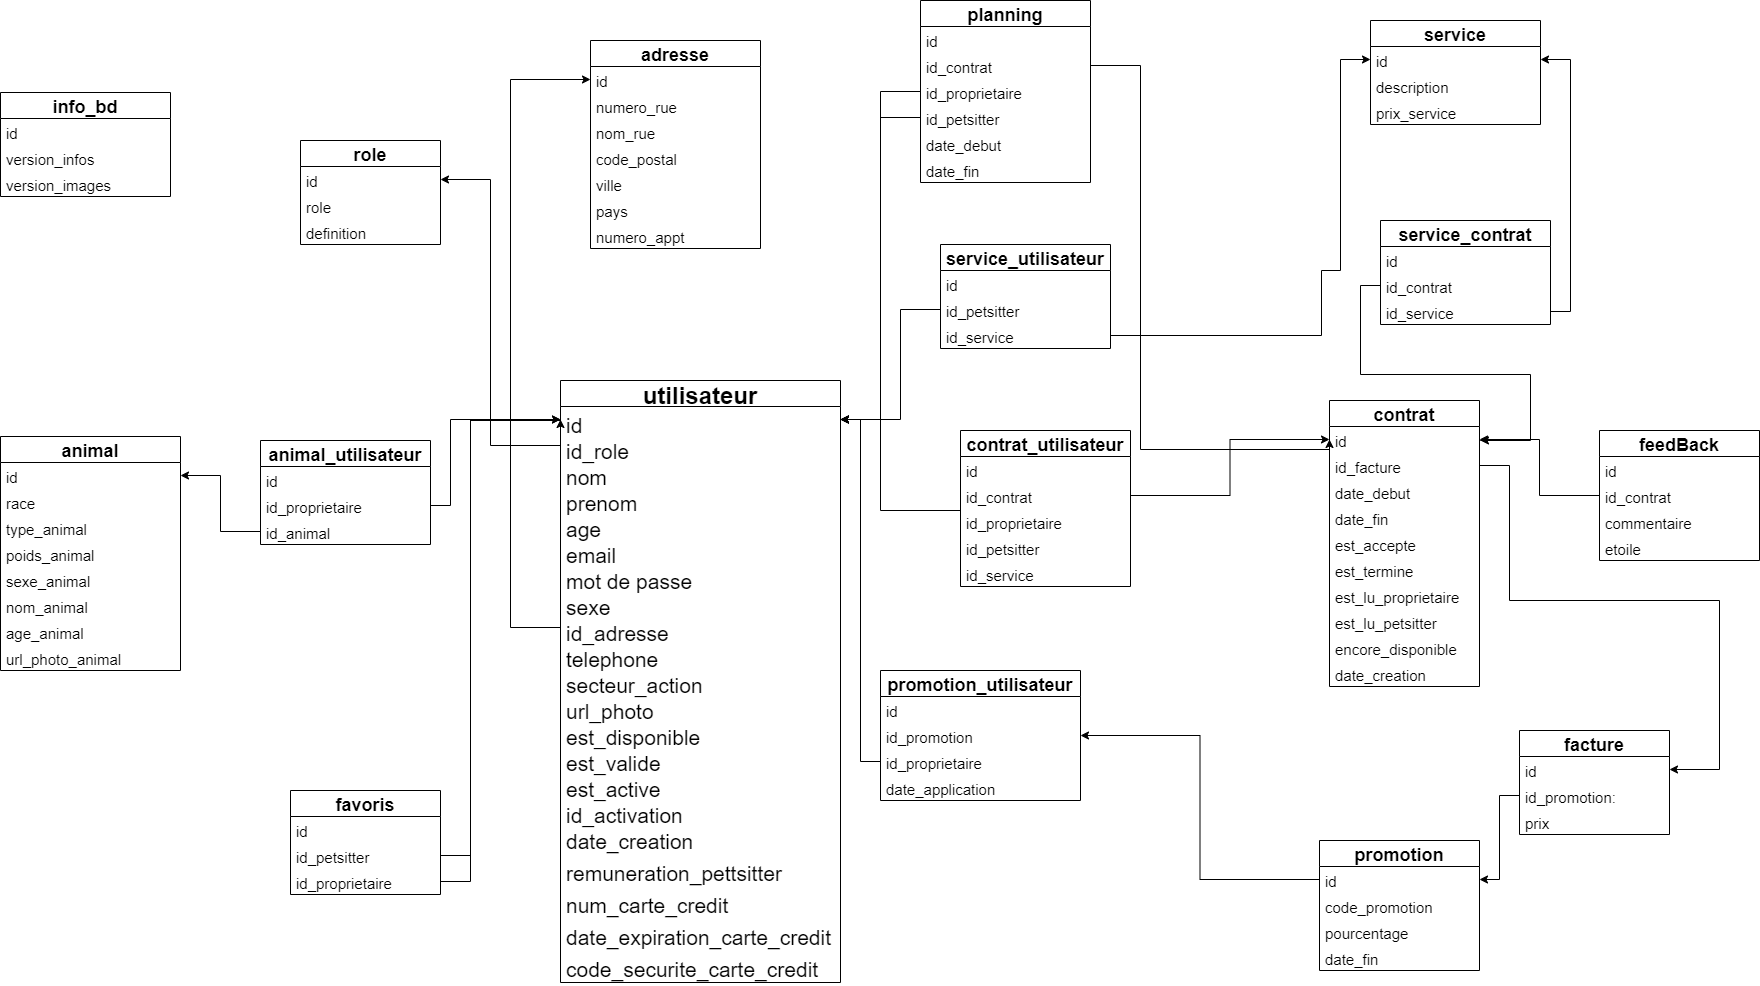 planning
id
id_contrat
id_proprietaire
id_petsitter
date_debut
date_fin
service
id
description
prix_service
adresse
id
numero_rue
nom_rue
code_postal
ville
pays
numero_appt
info_bd
id
version_infos
version_images
role
id
role
definition
service_contrat
id
id_contrat
id_service
service_utilisateur
id
id_petsitter
id_service
utilisateur
id
id_role
nom
prenom
age
email
mot de passe
sexe
id_adresse
telephone
secteur_action
url_photo
est_disponible
est_valide
est_active
id_activation
date_creation
remuneration_pettsitter
num_carte_credit
date_expiration_carte_credit
code_securite_carte_credit
contrat
id
id_facture
date_debut
date_fin
est_accepte
est_termine
est_lu_proprietaire
est_lu_petsitter
encore_disponible
date_creation
contrat_utilisateur
id
id_contrat
id_proprietaire
id_petsitter
id_service
feedBack
id
id_contrat
commentaire
etoile
animal
id
race
type_animal
poids_animal
sexe_animal
nom_animal
age_animal
url_photo_animal
animal_utilisateur
id
id_proprietaire
id_animal
promotion_utilisateur
id
id_promotion
id_proprietaire
date_application
facture
id
id_promotion:
prix
favoris
id
id_petsitter
id_proprietaire
promotion
id
code_promotion
pourcentage
date_fin